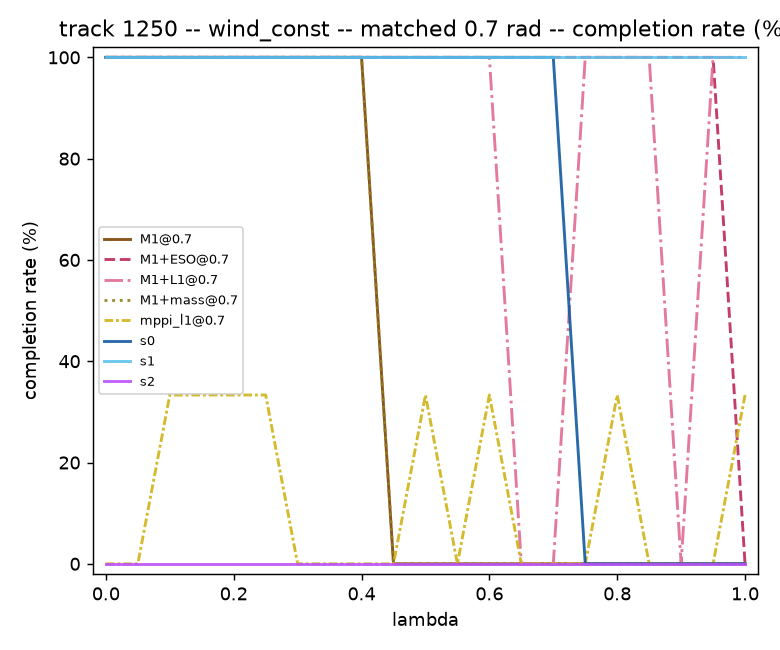 track 1250 -- wind_const -- matched 0.7 rad -- completion rate (%
100
80
60
40
20
0
completion rate (%)
M1@0.7
M1+ESO@0.7
M1+L1@0.7
M1+mass@0.7
mppi_l1@0.7
s0
s1
s2
0.0 0.2 0.4 0.6 0.8 1.0
lambda